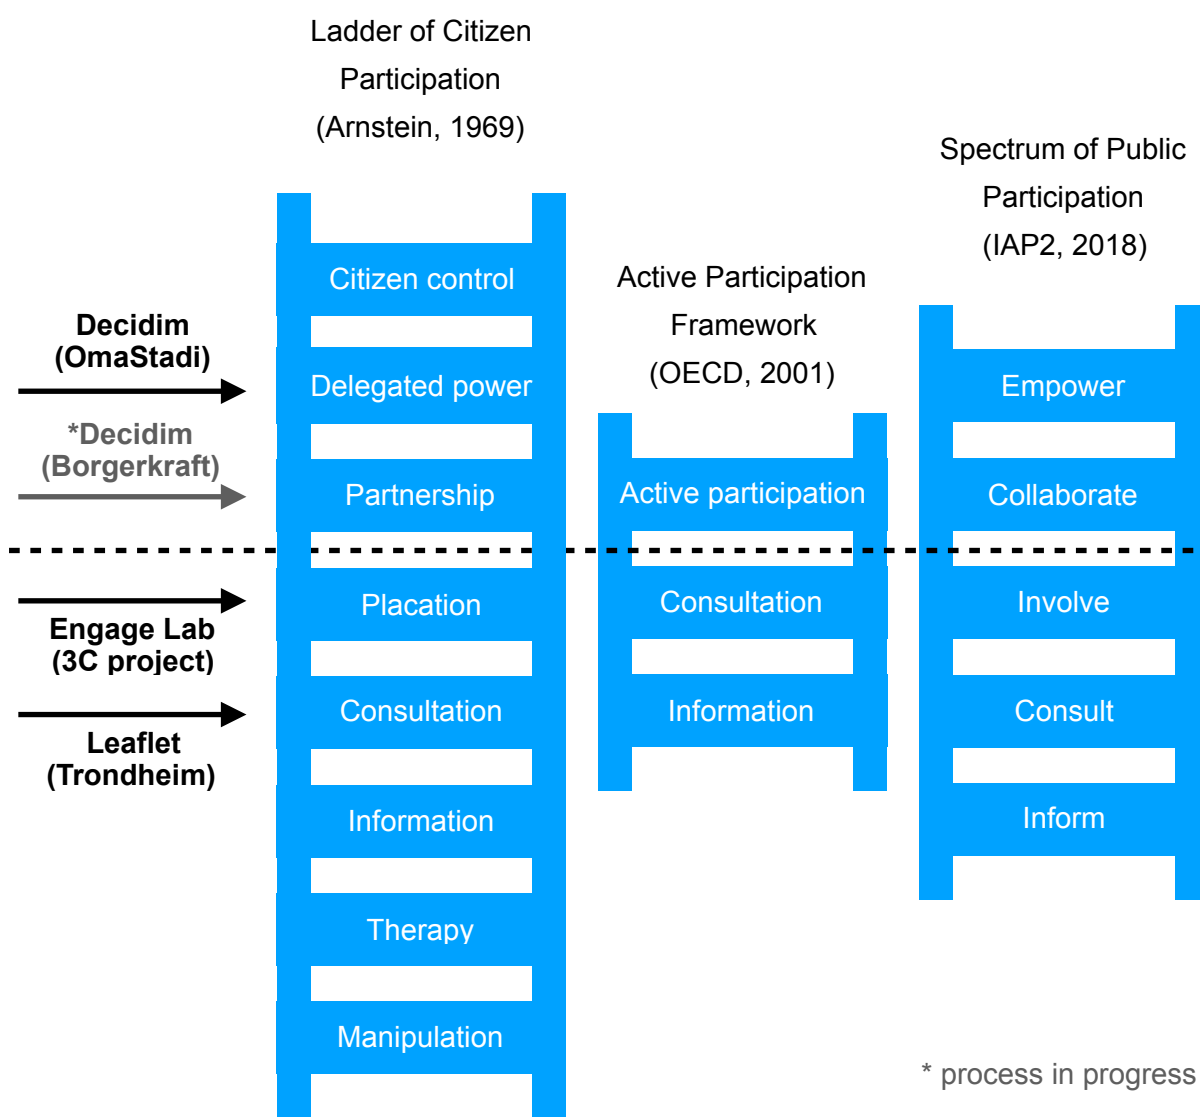 Ladder of Citizen
Participation
(Arnstein, 1969)
Spectrum of Public
Participation
(IAP2, 2018)
Active Participation
Framework
(OECD, 2001)
Decidim
(OmaStadi)
*Decidim
(Borgerkraft)
Engage Lab
(3C project)
Leaflet
(Trondheim)
Citizen control
Delegated power
Partnership
Placation
Consultation
Information
Therapy
Manipulation
Active participation
Consultation
Information
Empower
Collaborate
Involve
Consult
Inform
* process in progress